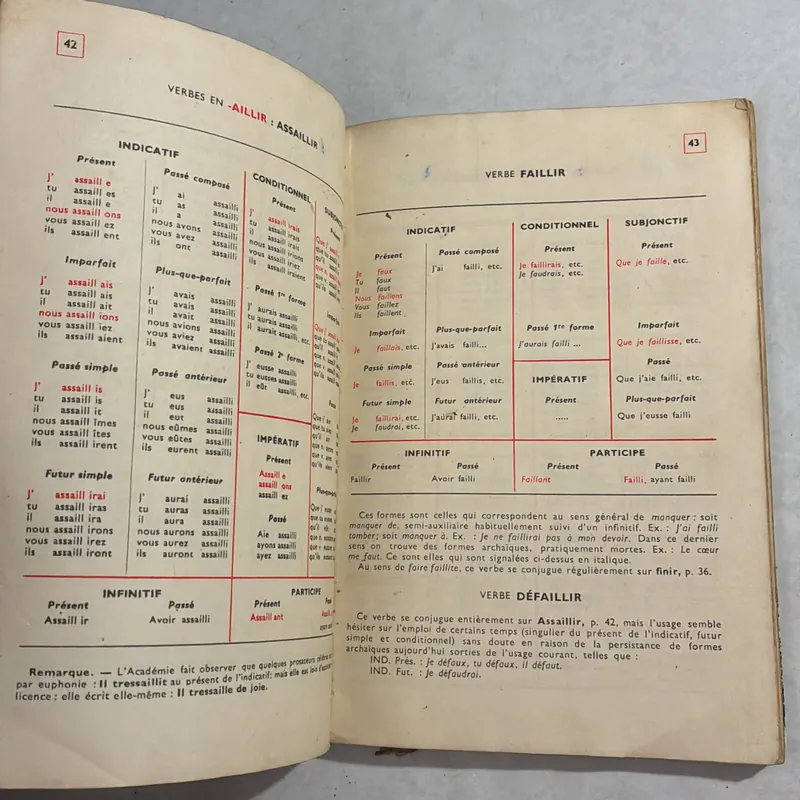 42
VERBES EN -AILLIR : ASSAILLIR
INDICATIF
Présent
J' assaill e
tu assaill es
il assaill e
nous assaill ons
vous assaill ez
ils assaill ent
Imparfait
J' assaill ais
tu assaill ais
il assaill ait
nous assaill ions
vous assaill iez
ils assaill aient
Passé simple
J' assaill is
tu assaill is
il assaill it
nous assaill îmes
vous assaill îtes
ils assaill irent
Futur simple
J' assaill irai
tu assaill iras
il assaill ira
nous assaill irons
vous assaill irez
ils assaill iront
Passé composé
J' ai assailli
tu as assailli
il a assailli
nous avons assailli
vous avez assailli
ils ont assailli
Plus-que-parfait
J' avais assailli
tu avais assailli
il avait assailli
nous avions assailli
vous aviez assailli
ils avaient assailli
Passé antérieur
J' eus assailli
tu eus assailli
il eut assailli
nous eûmes assailli
vous eûtes assailli
ils eurent assailli
Futur antérieur
J' aurai assailli
tu auras assailli
il aura assailli
nous aurons assailli
vous aurez assailli
ils auront assailli
CONDITIONNEL
Présent
J' assaill irais
tu assaill irais
il assaill irait
nous assaill irions
vous assaill iriez
ils assaill iraient
Passé 1re forme
J' aurais assailli
tu aurais assailli
il aurait assailli, etc.
Passé 2e forme
J' eusse assailli
tu eusses assailli
il eût assailli, etc.
IMPÉRATIF
Présent
Assaill e
assaill ons
assaill ez
Passé
Aie assailli
ayons assailli
ayez assailli
INFINITIF
Présent
Assaill ir
Passé
Avoir assailli
PARTICIPE
Présent
Assaill ant
Remarque. — L'Académie fait observer que quelques prosateurs
par euphonie : Il tressaillit au présent de l'indicatif; mais elle est loin
licence : elle écrit elle-même : Il tressaille de joie.
43
VERBE FAILLIR
INDICATIF
Présent
Je faux
Tu faux
Il faut
Nous faillons
Vous faillez
Ils faillent
Passé composé
J'ai failli, etc.
Imparfait
Je faillais, etc.
Plus-que-parfait
J'avais failli...
Passé simple
Je faillis, etc.
Passé antérieur
J'eus faillis, etc.
Futur simple
Je faillirai, etc.
Je faudrai, etc.
Futur antérieur
J'aurai failli, etc.
CONDITIONNEL
Présent
Je faillirais, etc.
Je faudrais, etc.
Passé 1re forme
J'aurais failli ...
IMPÉRATIF
Présent
.....
SUBJONCTIF
Présent
Que je faille, etc.
Imparfait
Que je faillisse, etc.
Passé
Que j'aie failli, etc.
Plus-que-parfait
Que j'eusse failli
INFINITIF
Présent
Faillir
Passé
Avoir failli
PARTICIPE
Présent
Faillant
Passé
Failli, ayant failli
Ces formes sont celles qui correspondent au sens général de manquer : soit
manquer de, semi-auxiliaire habituellement suivi d'un infinitif. Ex. : J'ai failli
tomber; soit manquer à. Ex. : Je ne faillirai pas à mon devoir. Dans ce dernier
sens on trouve des formes archaïques, pratiquement mortes. Ex. : Le cœur
me faut. Ce sont elles qui sont signalées ci-dessus en italique.
Au sens de faire faillite, ce verbe se conjugue régulièrement sur finir, p. 36.
VERBE DÉFAILLIR
Ce verbe se conjugue entièrement sur Assaillir, p. 42, mais l'usage semble
hésiter sur l'emploi de certains temps (singulier du présent de l'indicatif, futur
simple et conditionnel) sans doute en raison de la persistance de formes
archaïques aujourd'hui sorties de l'usage courant, telles que :
IND. Prés. : Je défaux, tu défaux, il défaut.
IND. Fut. : Je défaudrai.